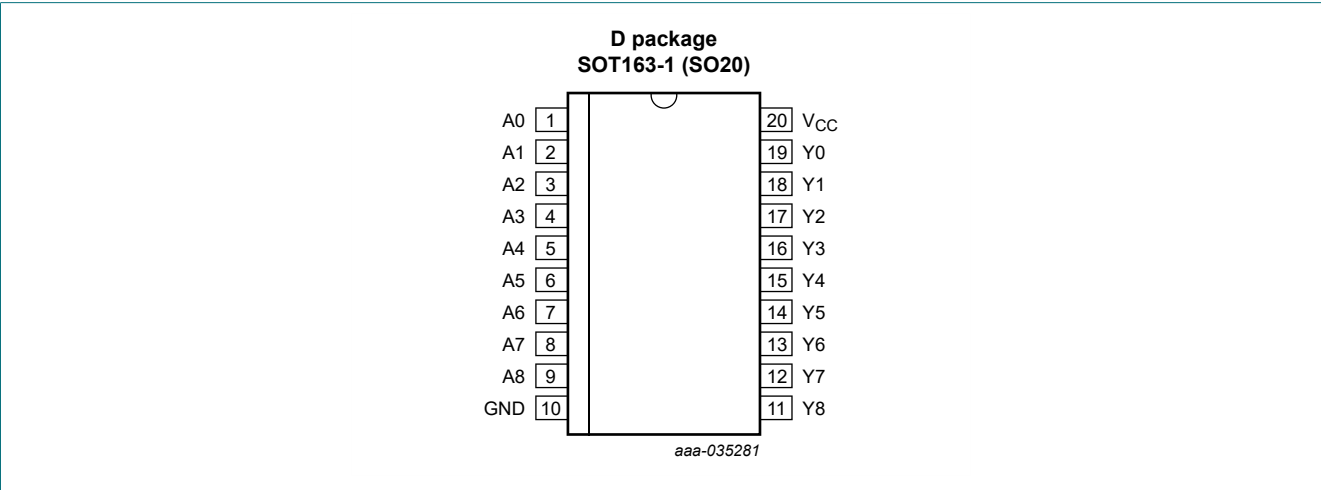 D package
SOT163-1 (SO20)
A0 1 20 VCC
A1 2 19 Y0
A2 3 18 Y1
A3 4 17 Y2
A4 5 16 Y3
A5 6 15 Y4
A6 7 14 Y5
A7 8 13 Y6
A8 9 12 Y7
GND 10 11 Y8
aaa-035281